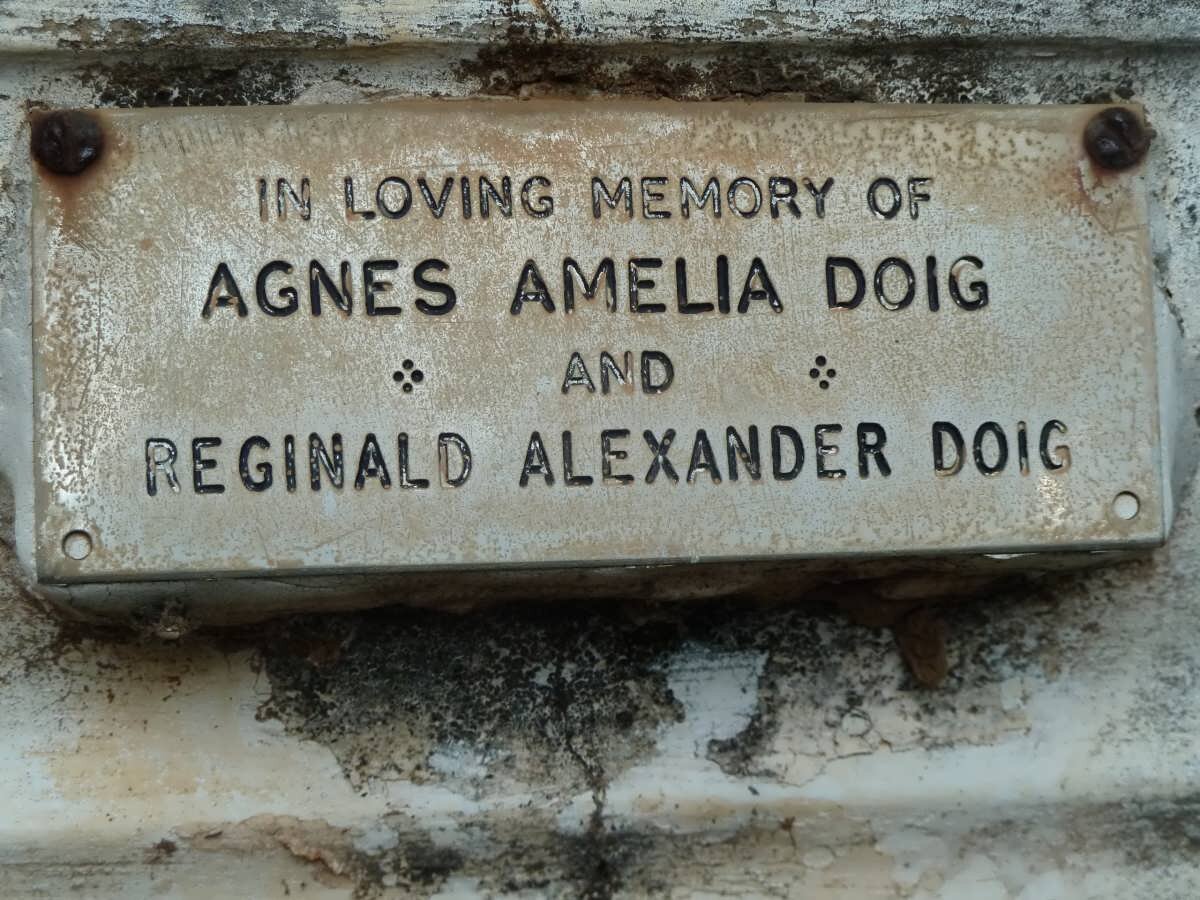 IN LOVING MEMORY OF
AGNES AMELIA DOIG
AND
REGINALD ALEXANDER DOIG